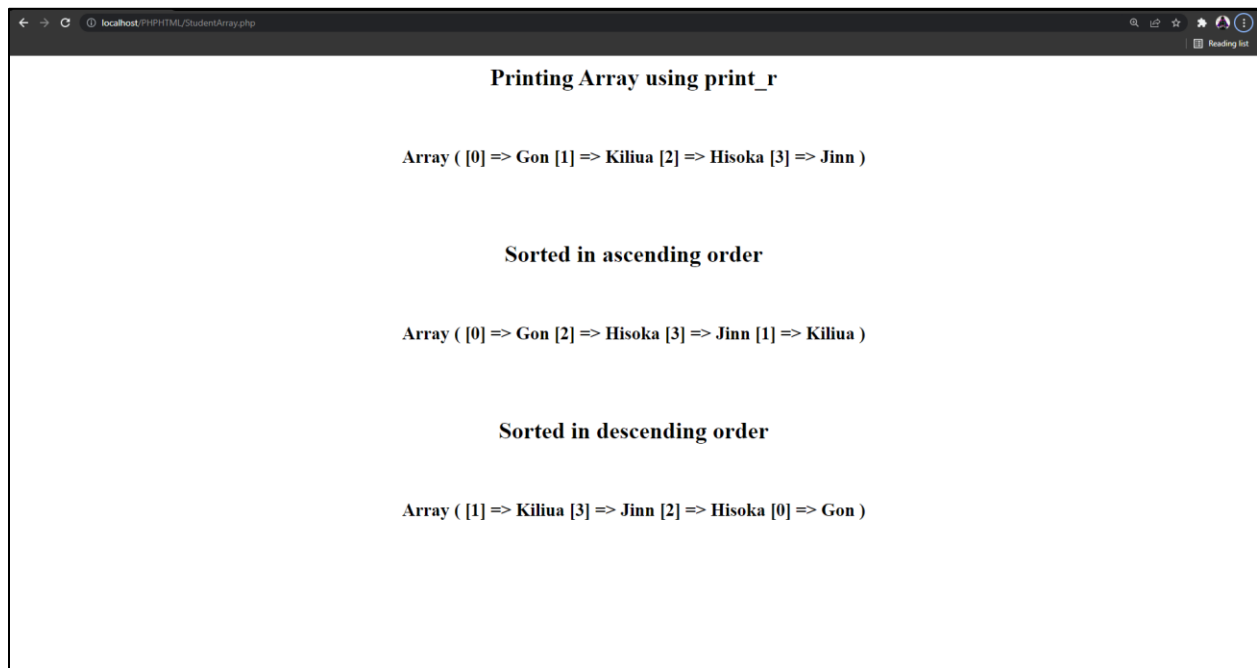 localhost/PHPHTML/StudentArray.php
Reading list
Printing Array using print_r
Array ( [0] => Gon [1] => Kiliua [2] => Hisoka [3] => Jinn )
Sorted in ascending order
Array ( [0] => Gon [2] => Hisoka [3] => Jinn [1] => Kiliua )
Sorted in descending order
Array ( [1] => Kiliua [3] => Jinn [2] => Hisoka [0] => Gon )